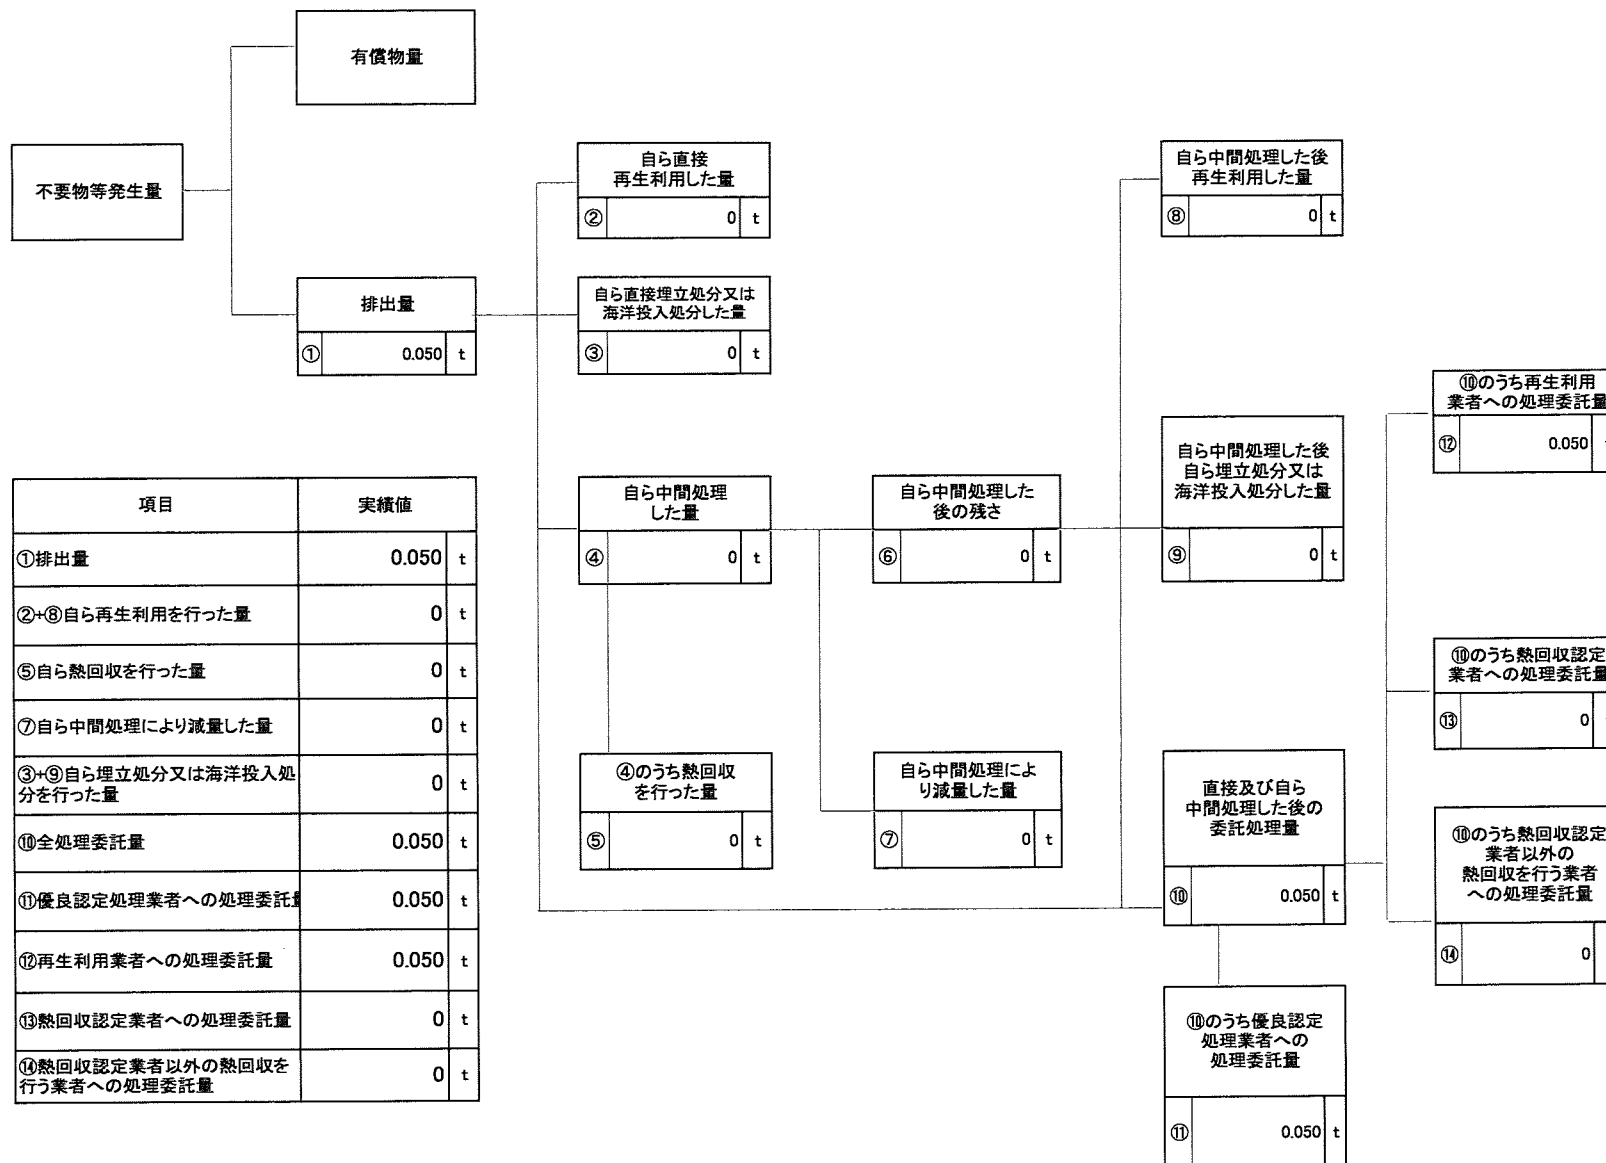 有償物量
不要物等発生量
排出量
① 0.050 t
自ら直接
再生利用した量
② 0 t
自ら直接埋立処分又は
海洋投入処分した量
③ 0 t
自ら中間処理
した量
④ 0 t
④のうち熱回収
を行った量
⑤ 0 t
自ら中間処理した
後の残さ
⑥ 0 t
自ら中間処理によ
り減量した量
⑦ 0 t
自ら中間処理した後
再生利用した量
⑧ 0 t
自ら中間処理した後
自ら埋立処分又は
海洋投入処分した量
⑨ 0 t
直接及び自ら
中間処理した後の
委託処理量
⑩ 0.050 t
⑩のうち優良認定
処理業者への
処理委託量
⑪ 0.050 t
⑩のうち再生利用
業者への処理委託量
⑫ 0.050
⑩のうち熱回収認定
業者への処理委託量
⑬ 0
⑩のうち熱回収認定
業者以外の
熱回収を行う業者
への処理委託量
⑭ 0
項目 実績値
①排出量 0.050 t
②+⑧自ら再生利用を行った量 0 t
⑤自ら熱回収を行った量 0 t
⑦自ら中間処理により減量した量 0 t
③+⑨自ら埋立処分又は海洋投入処
分を行った量 0 t
⑩全処理委託量 0.050 t
⑪優良認定処理業者への処理委託量 0.050 t
⑫再生利用業者への処理委託量 0.050 t
⑬熱回収認定業者への処理委託量 0 t
⑭熱回収認定業者以外の熱回収を
行う業者への処理委託量 0 t